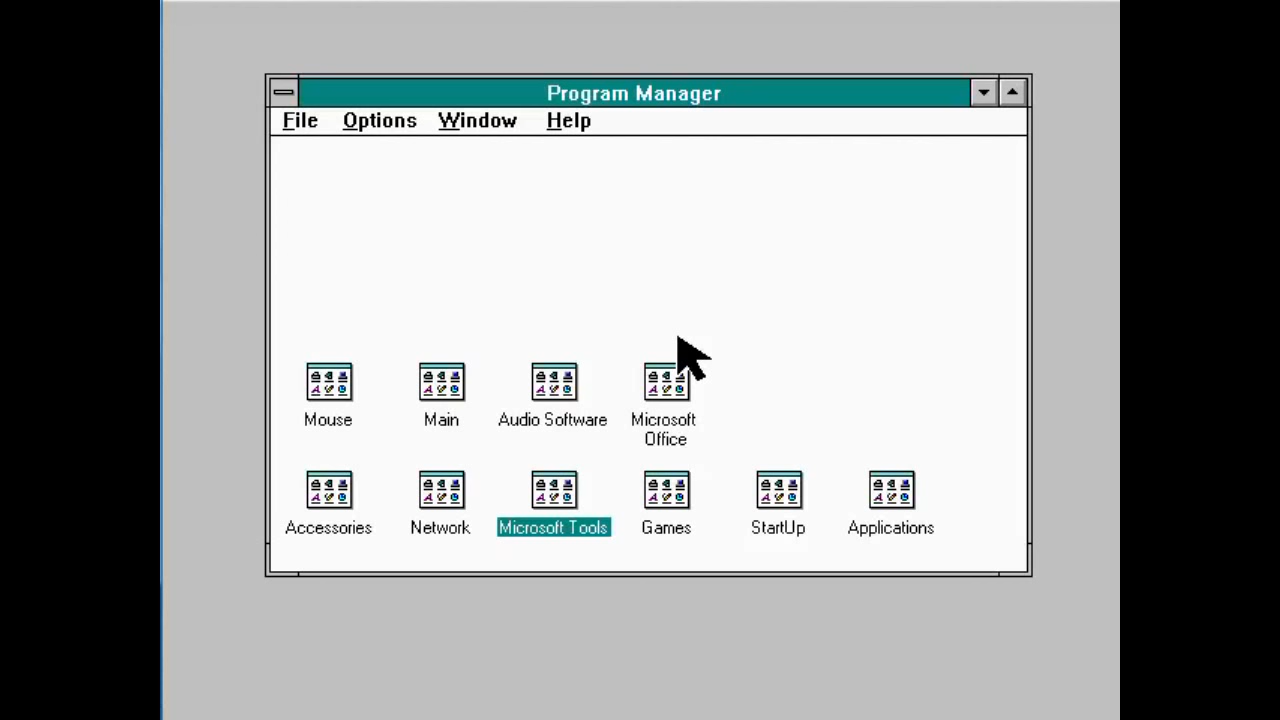 Program Manager
File Options Window Help
Mouse Main Audio Software Microsoft
Office
Accessories Network Microsoft Tools Games StartUp Applications